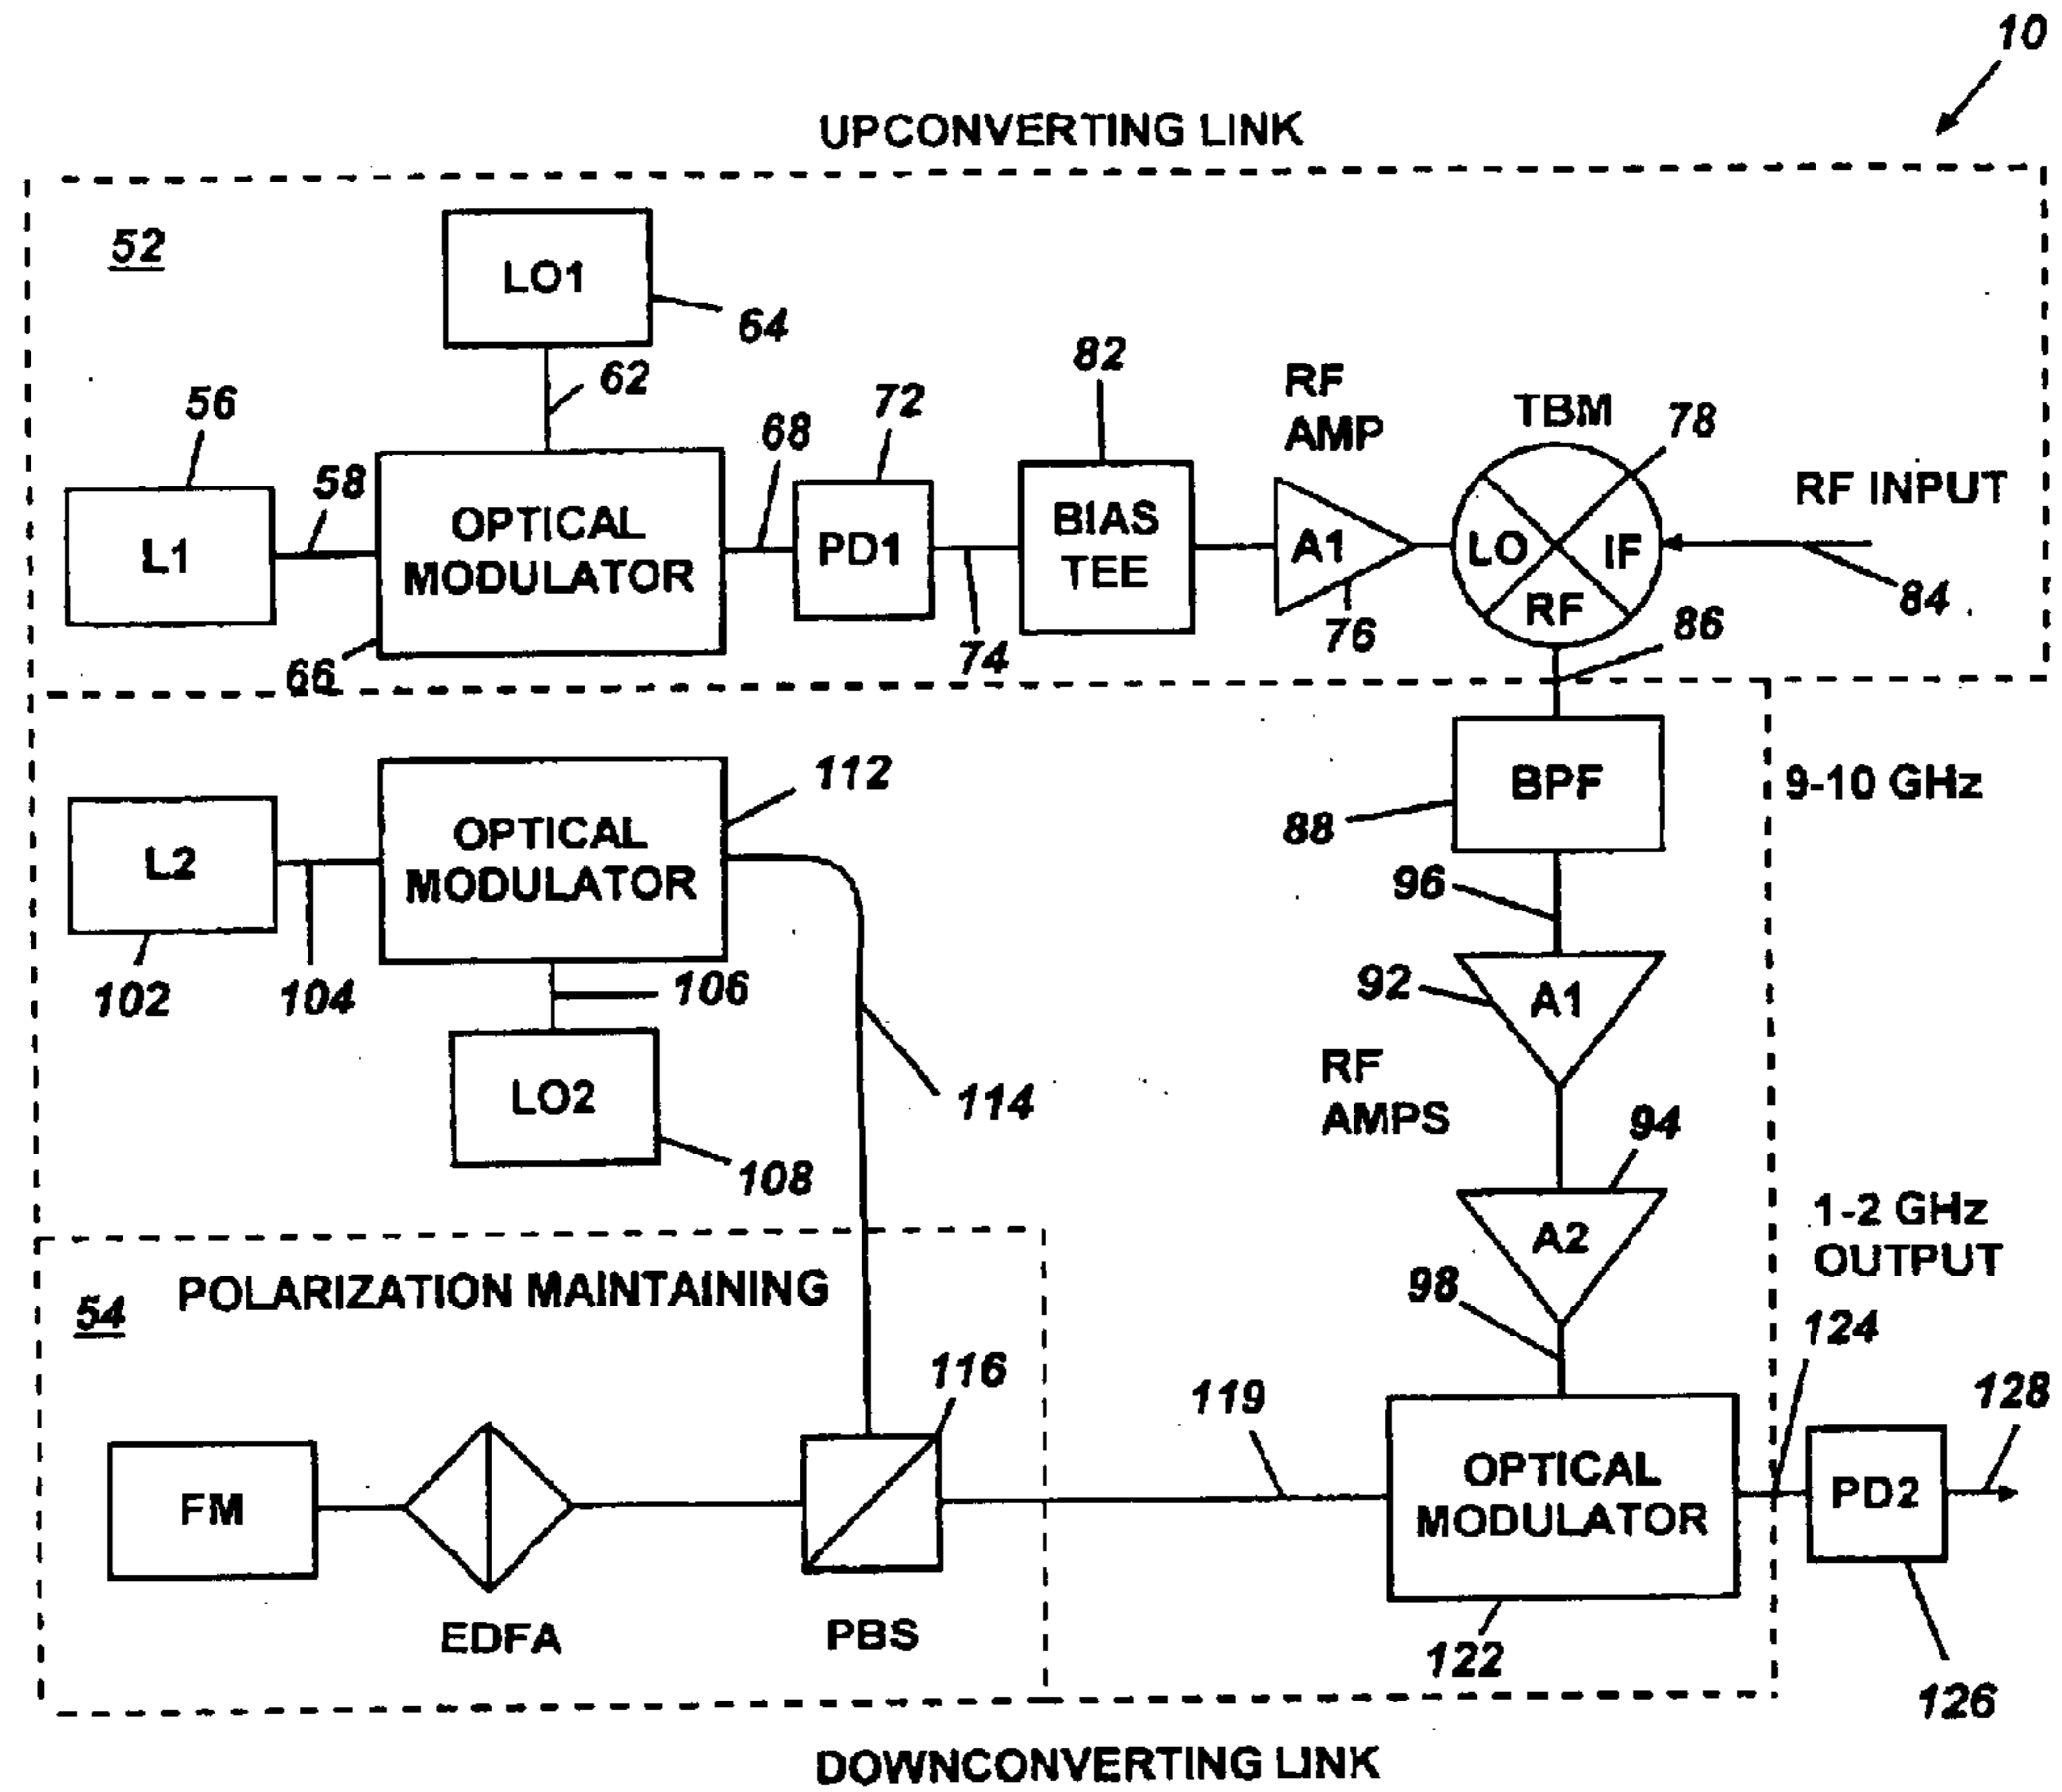 10
UPCONVERTING LINK
52
LO1
64
62
56
58
L1
OPTICAL
MODULATOR
66
68
72
PD1
74
82
BIAS
TEE
RF
AMP
A1
76
TBM
78
LO
IF
RF
RF INPUT
84
86
BPF
88
9-10 GHz
96
92
A1
RF
AMPS
94
A2
98
L2
102
104
OPTICAL
MODULATOR
112
106
LO2
108
114
54
POLARIZATION MAINTAINING
FM
EDFA
116
PBS
119
OPTICAL
MODULATOR
122
1-2 GHz
OUTPUT
124
128
PD2
126
DOWNCONVERTING LINK